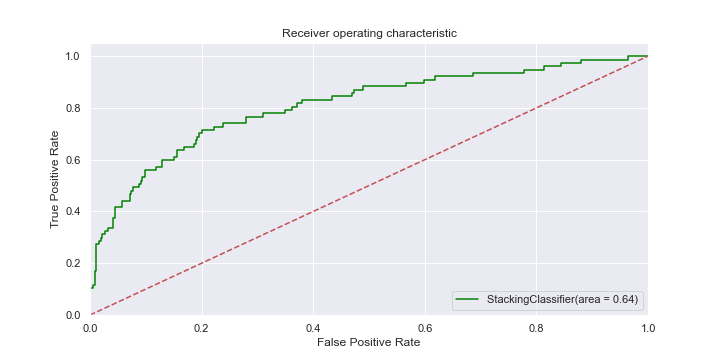 Receiver operating characteristic
True Positive Rate
1.0
0.8
0.6
0.4
0.2
0.0
StackingClassifier(area = 0.64)
0.0 0.2 0.4 0.6 0.8 1.0
False Positive Rate